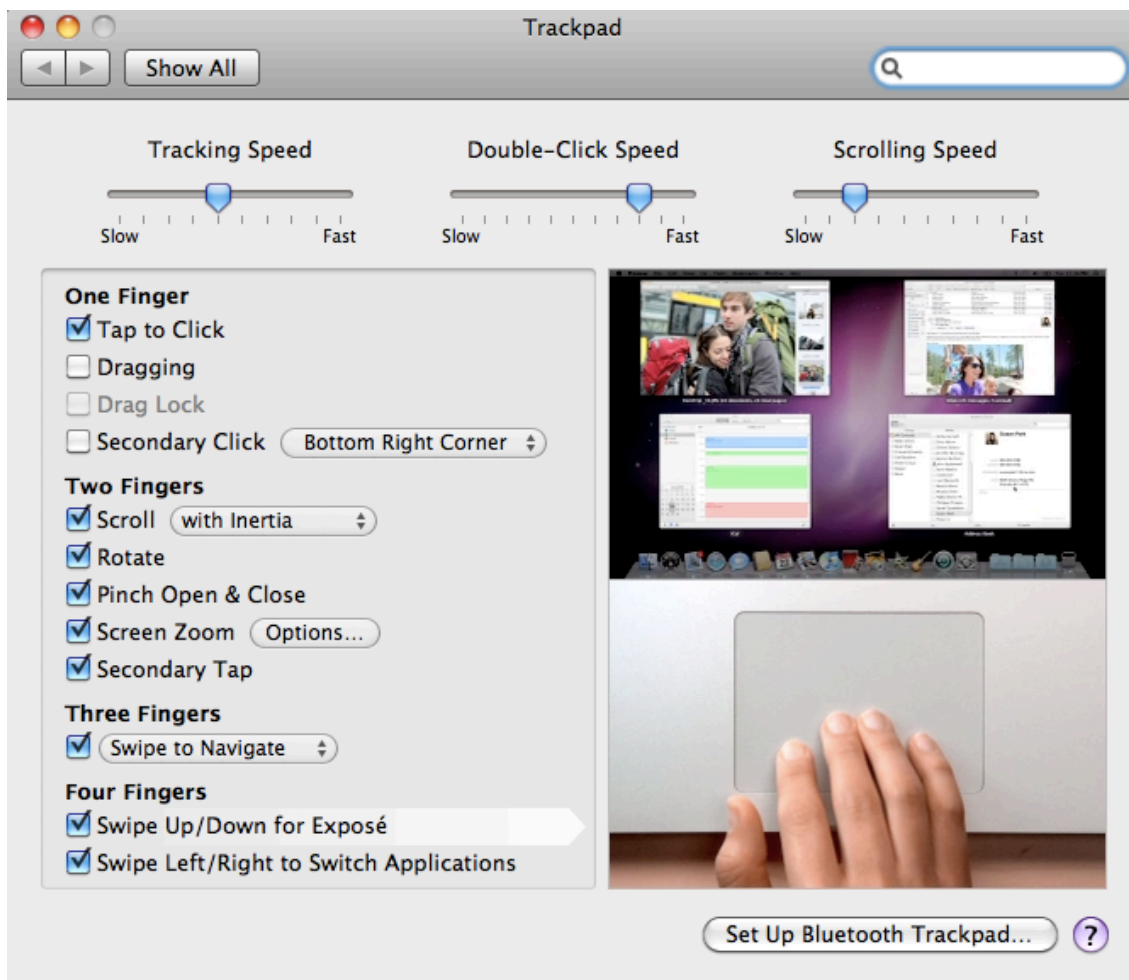 Trackpad
Show All
Tracking Speed Double-Click Speed Scrolling Speed
Slow Fast Slow Fast Slow Fast
One Finger
Tap to Click
Dragging
Drag Lock
Secondary Click Bottom Right Corner
Two Fingers
Scroll with Inertia
Rotate
Pinch Open & Close
Screen Zoom Options...
Secondary Tap
Three Fingers
Swipe to Navigate
Four Fingers
Swipe Up/Down for Exposé
Swipe Left/Right to Switch Applications
iCal Address Book
Set Up Bluetooth Trackpad... ?